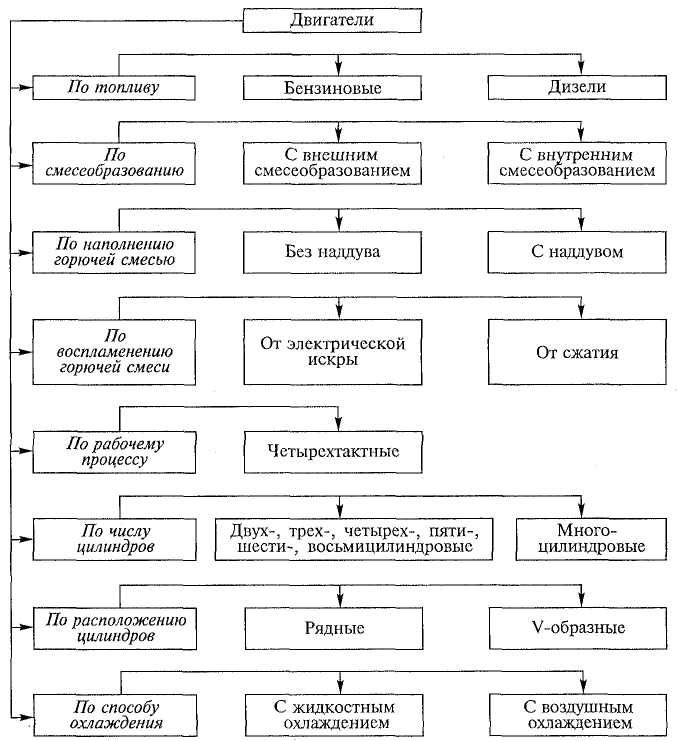 Двигатели
По топливу
Бензиновые
Дизели
По
смесеобразованию
С внешним
смесеобразованием
С внутренним
смесеобразованием
По наполнению
горючей смесью
Без наддува
С наддувом
По
воспламенению
горючей смеси
От электрической
искры
От сжатия
По рабочему
процессу
Четырехтактные
По числу
цилиндров
Двух-, трех-, четырех-, пяти-,
шести-, восьмицилиндровые
Много-
цилиндровые
По расположению
цилиндров
Рядные
V-образные
По способу
охлаждения
С жидкостным
охлаждением
С воздушным
охлаждением